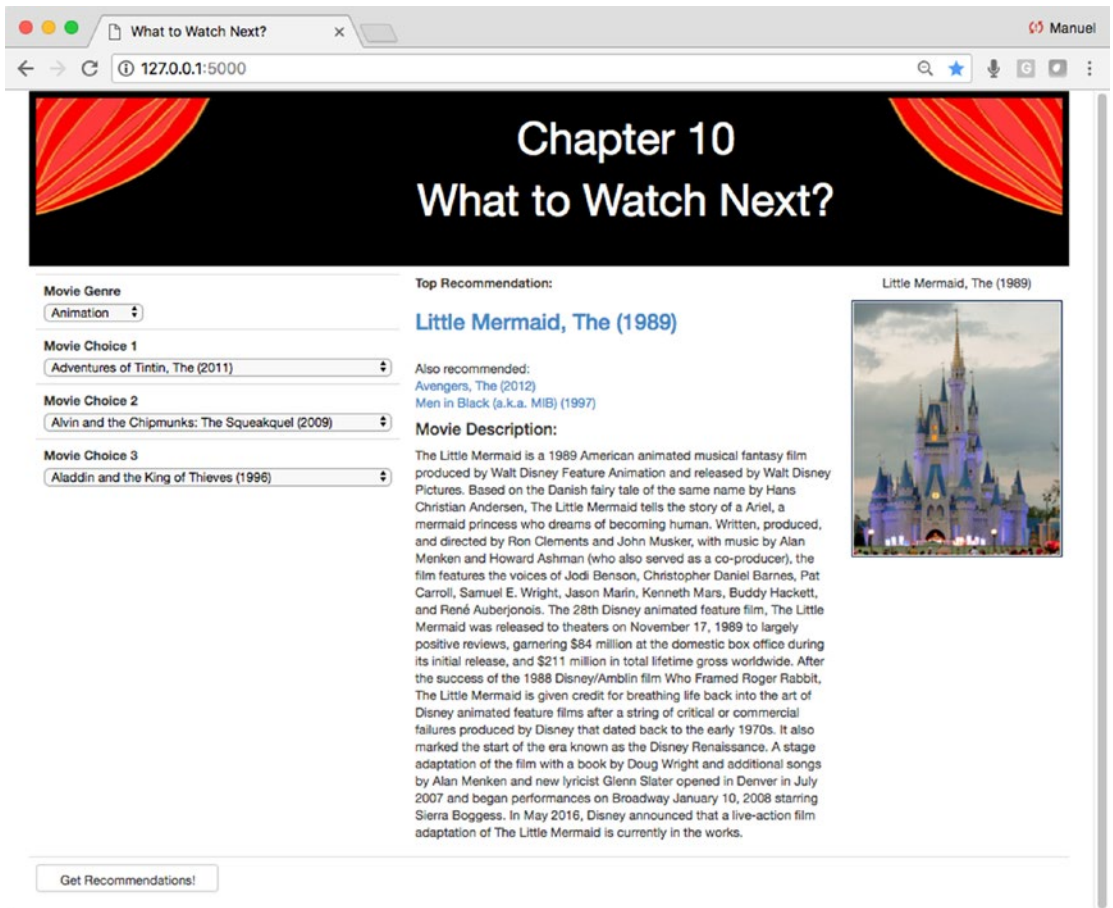 What to Watch Next?
Manuel
127.0.0.1:5000
Chapter 10
What to Watch Next?
Movie Genre
Animation
Movie Choice 1
Adventures of Tintin, The (2011)
Movie Choice 2
Alvin and the Chipmunks: The Squeakquel (2009)
Movie Choice 3
Aladdin and the King of Thieves (1996)
Top Recommendation:
Little Mermaid, The (1989)
Also recommended:
Avengers, The (2012)
Men in Black (a.k.a. MIB) (1997)
Movie Description:
The Little Mermaid is a 1989 American animated musical fantasy film
produced by Walt Disney Feature Animation and released by Walt Disney
Pictures. Based on the Danish fairy tale of the same name by Hans
Christian Andersen, The Little Mermaid tells the story of a Ariel, a
mermaid princess who dreams of becoming human. Written, produced,
and directed by Ron Clements and John Musker, with music by Alan
Menken and Howard Ashman (who also served as a co-producer), the
film features the voices of Jodi Benson, Christopher Daniel Barnes, Pat
Carroll, Samuel E. Wright, Jason Marin, Kenneth Mars, Buddy Hackett,
and René Auberjonois. The 28th Disney animated feature film, The Little
Mermaid was released to theaters on November 17, 1989 to largely
positive reviews, garnering $84 million at the domestic box office during
its initial release, and $211 million in total lifetime gross worldwide. After
the success of the 1988 Disney/Amblin film Who Framed Roger Rabbit,
The Little Mermaid is given credit for breathing life back into the art of
Disney animated feature films after a string of critical or commercial
failures produced by Disney that dated back to the early 1970s. It also
marked the start of the era known as the Disney Renaissance. A stage
adaptation of the film with a book by Doug Wright and additional songs
by Alan Menken and new lyricist Glenn Slater opened in Denver in July
2007 and began performances on Broadway January 10, 2008 starring
Sierra Boggess. In May 2016, Disney announced that a live-action film
adaptation of The Little Mermaid is currently in the works.
Little Mermaid, The (1989)
Get Recommendations!